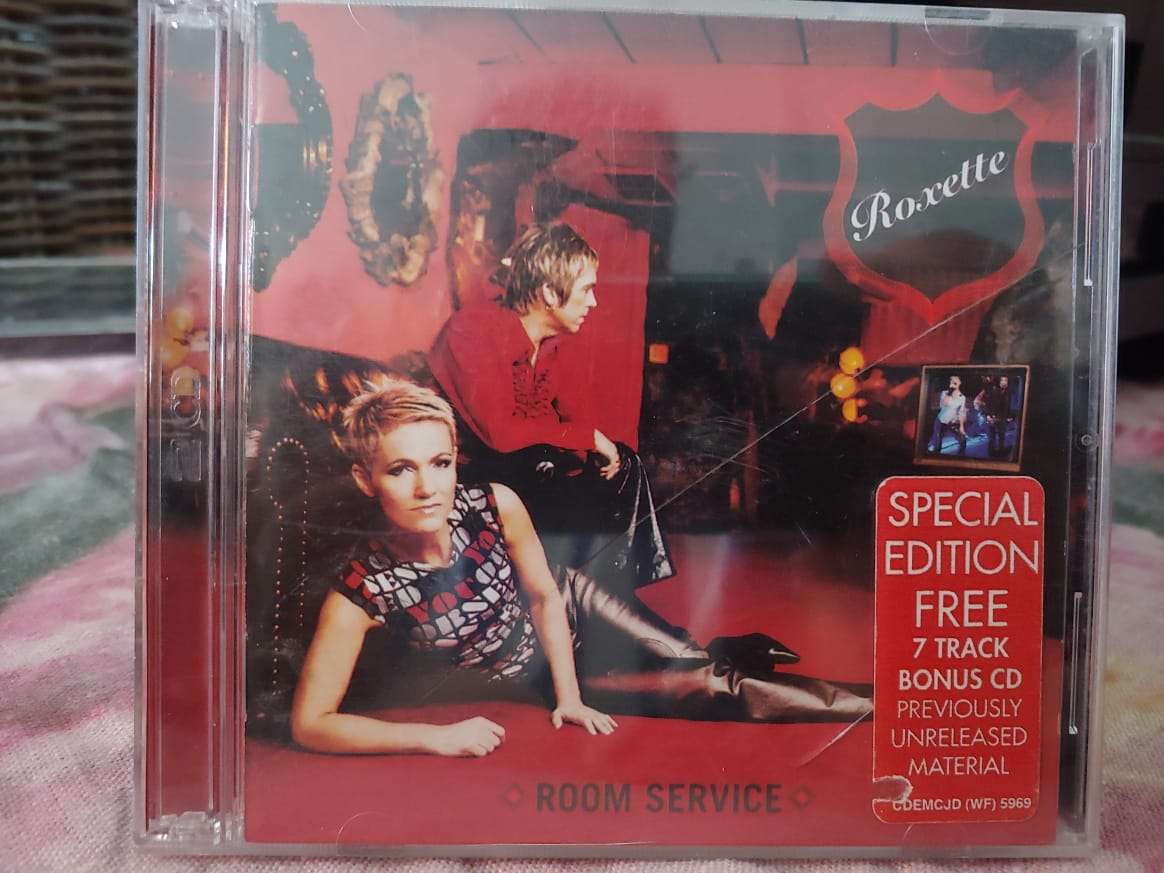 Roxette
SPECIAL
EDITION
FREE
7 TRACK
BONUS CD
PREVIOUSLY
UNRELEASED
MATERIAL
CDEMCJD (WF) 5969
ROOM SERVICE